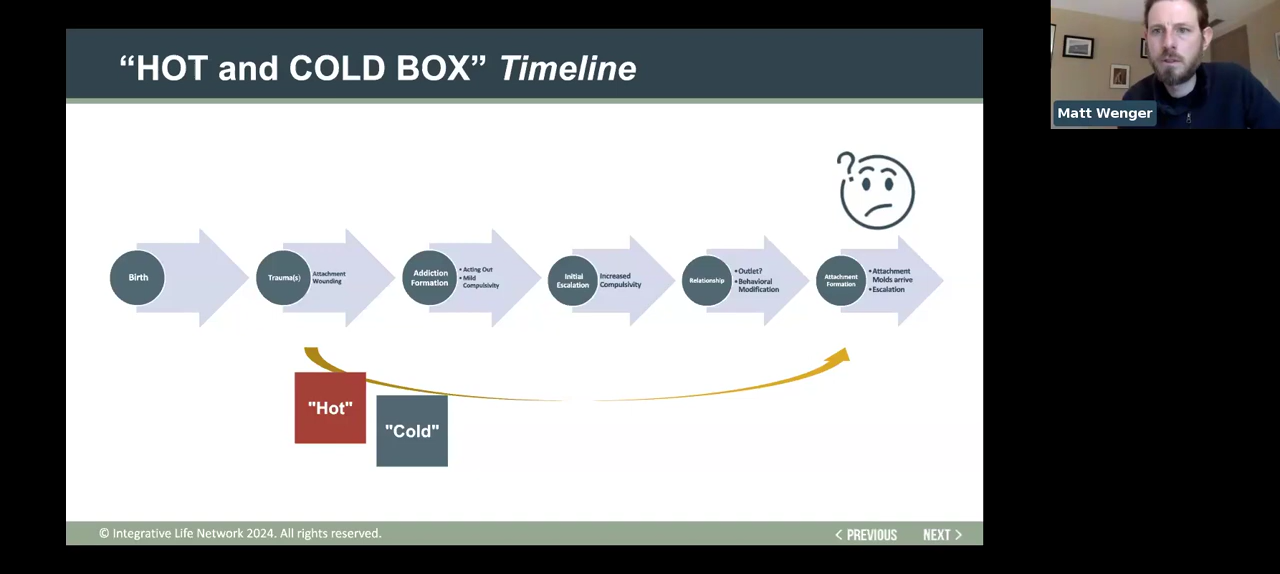 “HOT and COLD BOX” Timeline
Matt Wenger
?
Birth
Trauma(s)
Attachment
Wounding
Addiction
Formation
• Acting Out
• Mild
Compulsivity
Initial
Escalation
Increased
Compulsivity
Relationship
• Outlet?
• Behavioral
Modification
Attachment
Formation
• Attachment
Molds arrive
• Escalation
"Hot"
"Cold"
© Integrative Life Network 2024. All rights reserved.
< PREVIOUS
NEXT >